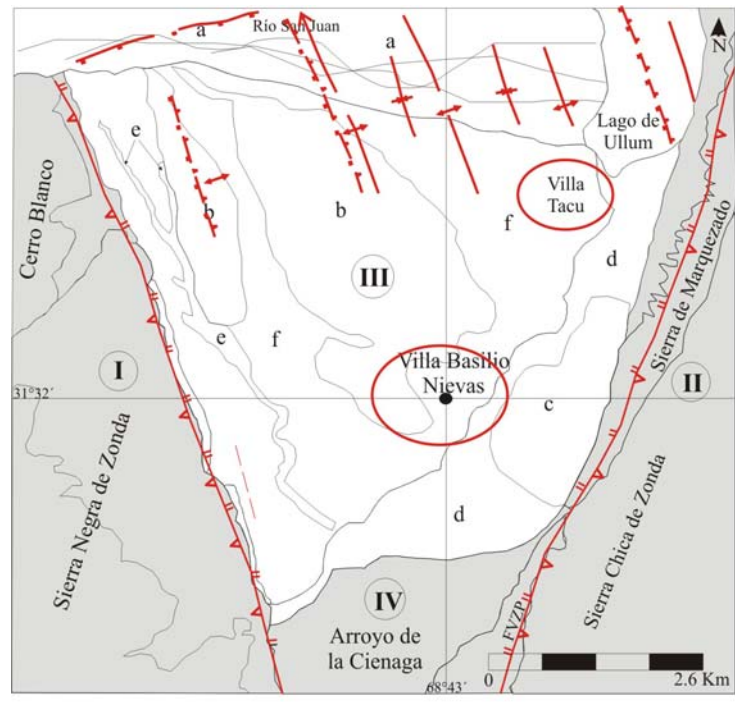 a
Río San Juan
a
N
Lago de
Ullum
e
Villa
Tacu
Cerro Blanco
b
b
f
d
Sierra de Marquezado
III
e
f
Villa Basilio
Nievas
I
II
31°32´
c
Sierra Negra de Zonda
d
Sierra Chica de Zonda
IV
FVZP
Arroyo de
la Cienaga
68°43´
0
2.6 Km